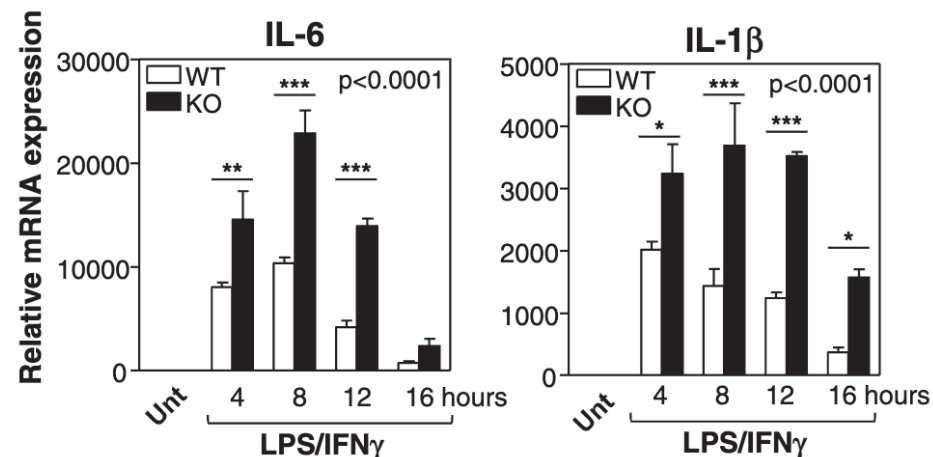 Relative mRNA expression
IL-6
30000
20000
10000
0
WT
KO
p<0.0001
**
***
***
Unt
4
8
12
16 hours
LPS/IFNγ
IL-1β
5000
4000
3000
2000
1000
0
WT
KO
p<0.0001
*
***
***
*
Unt
4
8
12
16 hours
LPS/IFNγ